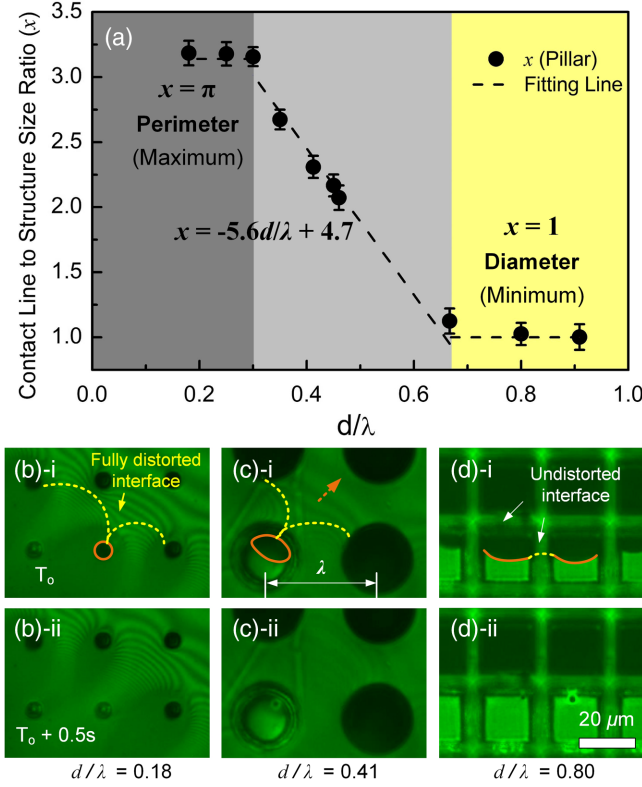 (a)
x (Pillar)
Fitting Line
x = π
Perimeter
(Maximum)
x = -5.6d/λ + 4.7
x = 1
Diameter
(Minimum)
Contact Line to Structure Size Ratio (x)
3.5
3.0
2.5
2.0
1.5
1.0
0.0 0.2 0.4 0.6 0.8 1.0
d/λ
(b)-i
Fully distorted
interface
To
(c)-i
λ
(d)-i
Undistorted
interface
(b)-ii
To + 0.5s
(c)-ii
(d)-ii
20 μm
d / λ = 0.18
d / λ = 0.41
d / λ = 0.80